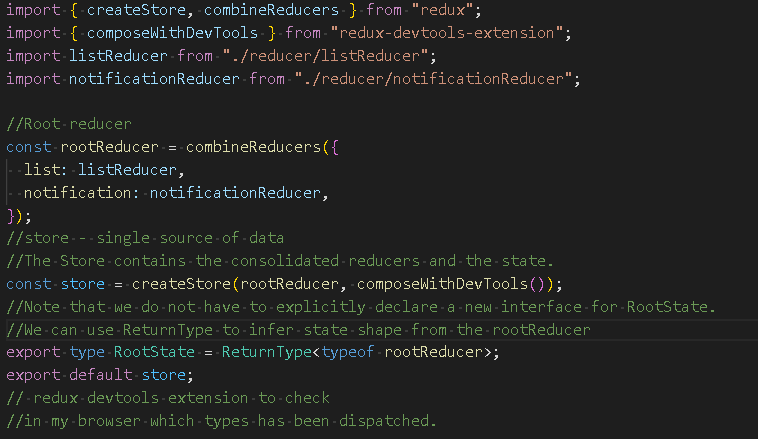 import { createStore, combineReducers } from "redux";
import { composeWithDevTools } from "redux-devtools-extension";
import listReducer from "./reducer/listReducer";
import notificationReducer from "./reducer/notificationReducer";

//Root reducer
const rootReducer = combineReducers({
  list: listReducer,
  notification: notificationReducer,
});
//store - single source of data
//The Store contains the consolidated reducers and the state.
const store = createStore(rootReducer, composeWithDevTools());
//Note that we do not have to explicitly declare a new interface for RootState.
//We can use ReturnType to infer state shape from the rootReducer
export type RootState = ReturnType<typeof rootReducer>;
export default store;
// redux devtools extension to check
//in my browser which types has been dispatched.